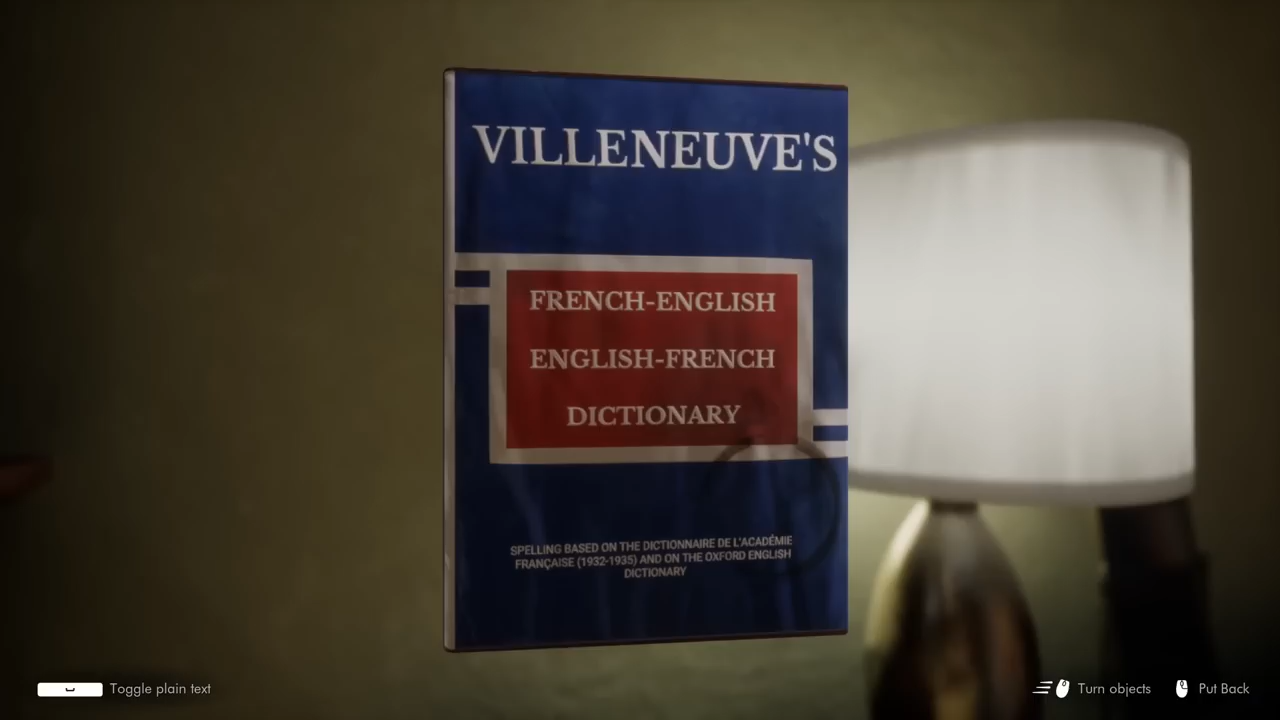 VILLENEUVE'S
FRENCH-ENGLISH
ENGLISH-FRENCH
DICTIONARY
SPELLING BASED ON THE DICTIONNAIRE DE L'ACADÉMIE
FRANÇAISE (1932-1935) AND ON THE OXFORD ENGLISH
DICTIONARY
Toggle plain text
Turn objects
Put Back